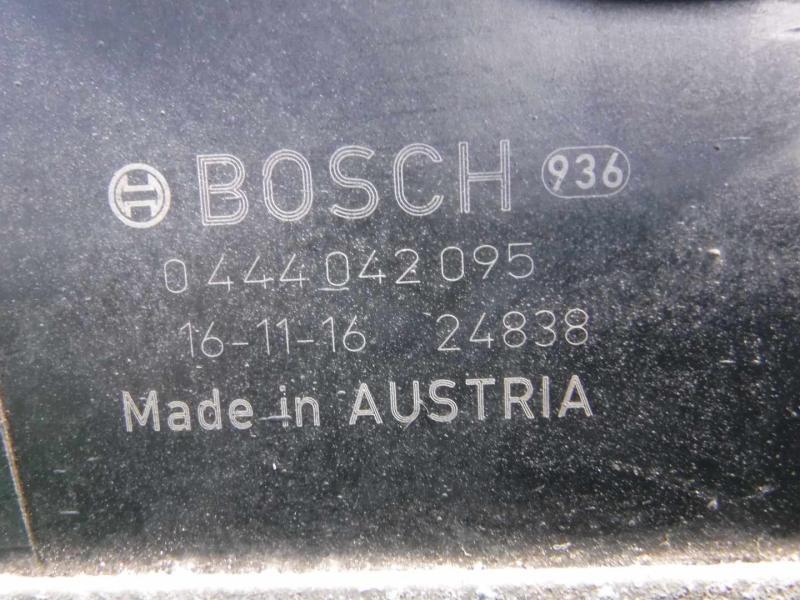 BOSCH 936
0 444 042 095
16-11-16 24838
Made in AUSTRIA